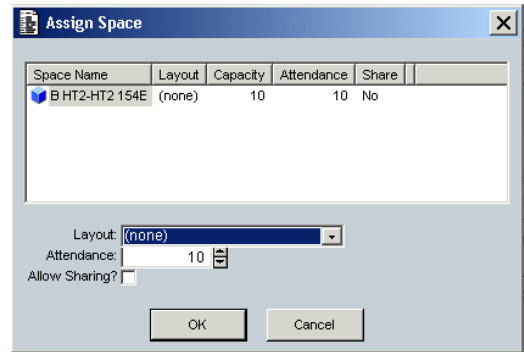 Assign Space
Space Name Layout Capacity Attendance Share
B HT2-HT2 154E (none) 10 10 No
Layout: (none)
Attendance: 10
Allow Sharing?
OK Cancel